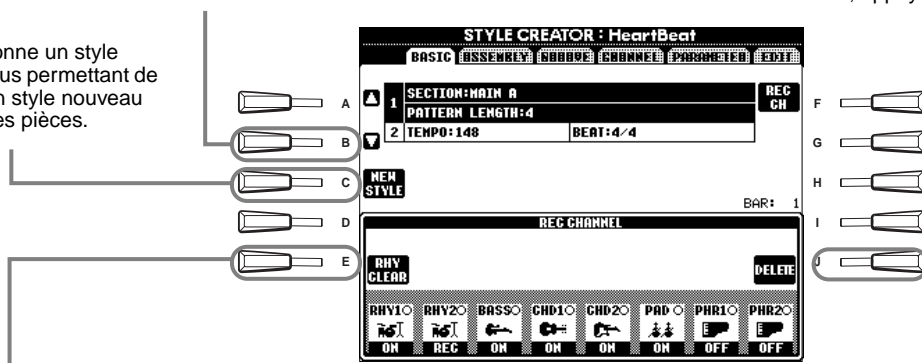 , appuy
onne un style
us permettant de
n style nouveau
es pièces.
STYLE CREATOR : HeartBeat
BASIC ASSEMBLY GROOVE CHANNEL PARAMETER EDIT
1 SECTION:MAIN A
PATTERN LENGTH:4
2 TEMPO:148 BEAT:4/4
REC
CH
NEW
STYLE
BAR: 1
REC CHANNEL
RHY
CLEAR
DELETE
RHY1 RHY2 BASS CHD1 CHD2 PAD PHR1 PHR2
ON REC ON ON ON ON OFF OFF
A
B
C
D
E
F
G
H
I
J